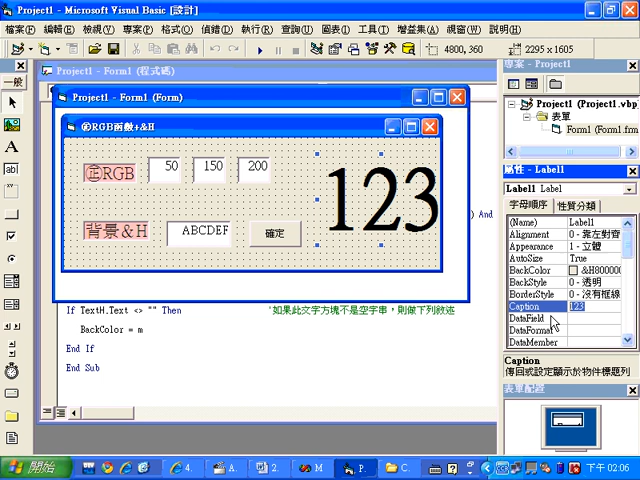 Project1 - Microsoft Visual Basic [設計]
檔案(F) 編輯(E) 檢視(V) 專案(P) 格式(O) 偵錯(D) 執行(R) 查詢(U) 圖表(I) 工具(T) 增益集(A) 視窗(W) 說明(H)
4800, 360 2295 x 1605
一般
Project1 - Form1 (程式碼)
Project1 - Form1 (Form)
㊣RGB函數+&H
㊣RGB 50 150 200
背景&H ABCDEF 確定
123
) And
If TextH.Text <> "" Then '如果此文字方塊不是空字串，則做下列敘述
BackColor = m
End If
End Sub
專案 - Project1
Project1 (Project1.vbp)
表單
Form1 (Form1.frm
屬性 - Label1
Label1 Label
字母順序 性質分類
(Name) Label1
Alignment 0 - 靠左對齊
Appearance 1 - 立體
AutoSize True
BackColor &H800000
BackStyle 0 - 透明
BorderStyle 0 - 沒有框線
Caption 123
DataField
DataFormat
DataMember
Caption
傳回或設定顯示於物件標題列
表單配置
開始 4. A. 2. M P. C. 下午 02:06